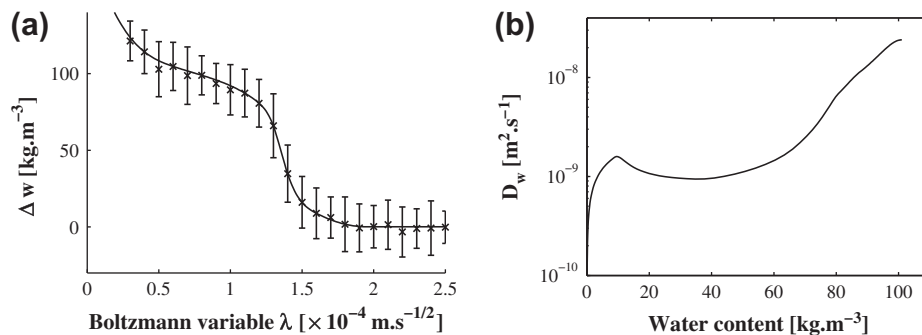 (a)
Δ w [kg.m⁻³]
100
50
0
0.5
1
1.5
2
2.5
Boltzmann variable λ [× 10⁻⁴ m.s⁻¹/²]
(b)
D_w [m².s⁻¹]
10⁻⁸
10⁻⁹
10⁻¹⁰
0
20
40
60
80
100
Water content [kg.m⁻³]